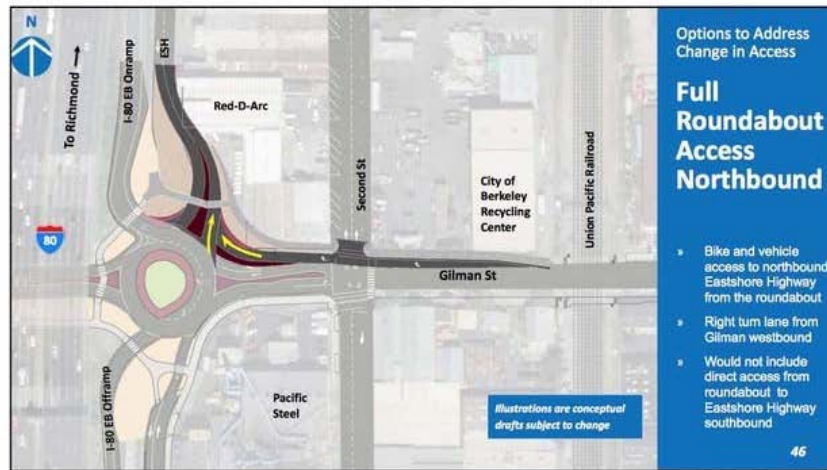 N
To Richmond
I-80 EB Onramp
ESH
Red-D-Arc
Second St
City of
Berkeley
Recycling
Center
Union Pacific Railroad
80
Gilman St
I-80 EB Offramp
Pacific
Steel
Illustrations are conceptual
drafts subject to change
Options to Address
Change in Access
Full
Roundabout
Access
Northbound
» Bike and vehicle
access to northbound
Eastshore Highway
from the roundabout
» Right turn lane from
Gilman westbound
» Would not include
direct access from
roundabout to
Eastshore Highway
southbound
46